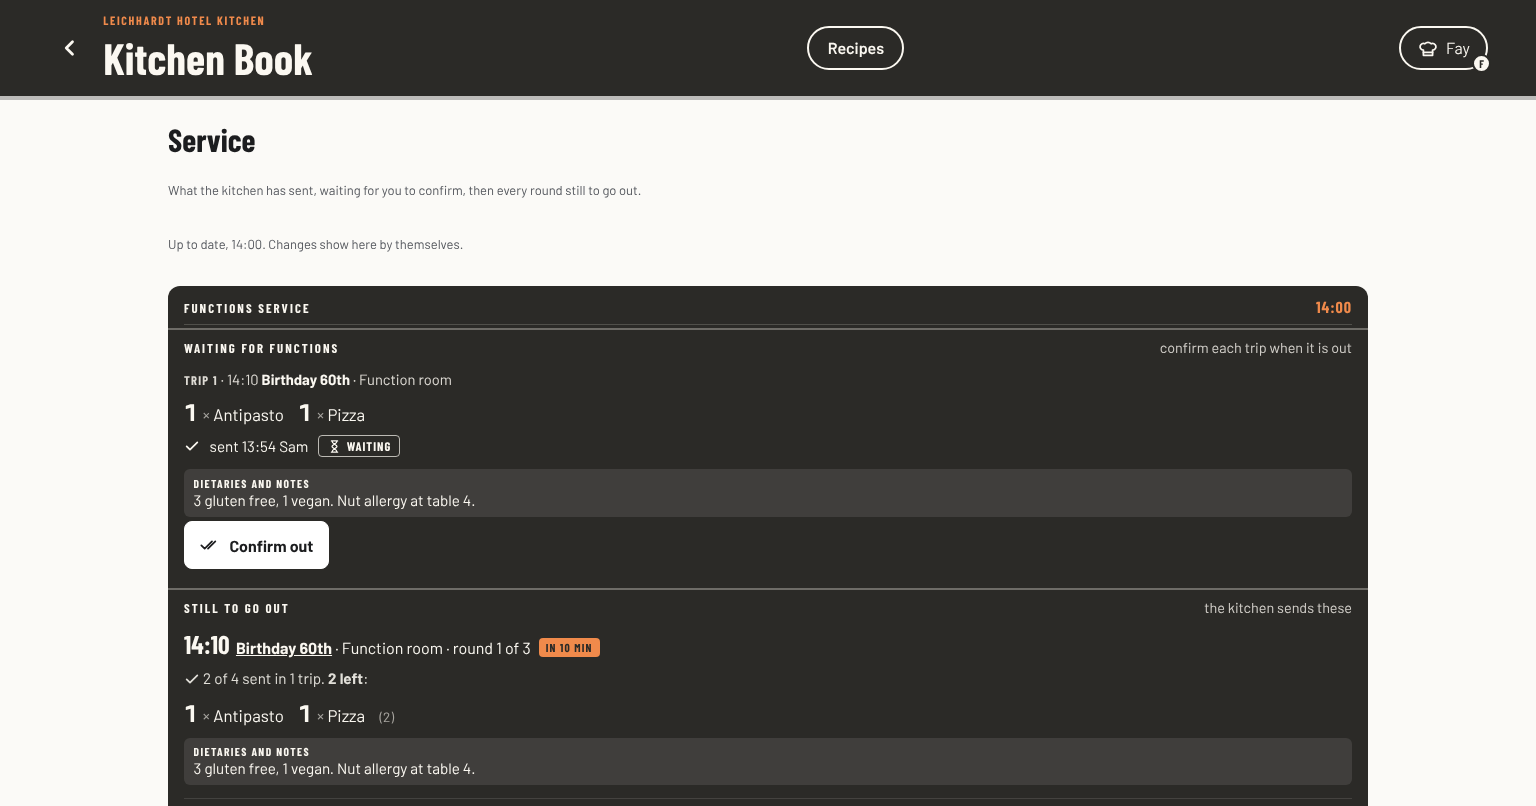 LEICHHARDT HOTEL KITCHEN
Kitchen Book
Recipes
Fay
F
Service
What the kitchen has sent, waiting for you to confirm, then every round still to go out.
Up to date, 14:00. Changes show here by themselves.
FUNCTIONS SERVICE 14:00
WAITING FOR FUNCTIONS confirm each trip when it is out
TRIP 1 · 14:10 Birthday 60th · Function room
1 × Antipasto 1 × Pizza
sent 13:54 Sam WAITING
DIETARIES AND NOTES
3 gluten free, 1 vegan. Nut allergy at table 4.
Confirm out
STILL TO GO OUT the kitchen sends these
14:10 Birthday 60th · Function room · round 1 of 3 IN 10 MIN
2 of 4 sent in 1 trip. 2 left:
1 × Antipasto 1 × Pizza (2)
DIETARIES AND NOTES
3 gluten free, 1 vegan. Nut allergy at table 4.